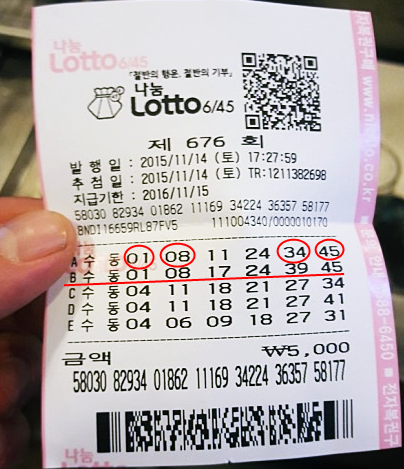 나눔
Lotto 6/45
「절반의 행운, 절반의 기부」
나눔
Lotto 6/45
제 676 회
발 행 일 : 2015/11/14 (토) 17:27:59
추 첨 일 : 2015/11/14 (토) TR:1211382698
지급기한 : 2016/11/15
58030 82934 01862 11169 34224 36357 58177
111004340/0000010170
A 수 동 01 08 11 24 34 45
B 수 동 01 08 17 24 39 45
C 수 동 04 11 18 21 27 34
D 수 동 04 11 18 21 27 41
E 수 동 04 06 09 18 27 31
금액 ₩5,000
58030 82934 01862 11169 34224 36357 58177
나눔
Lotto